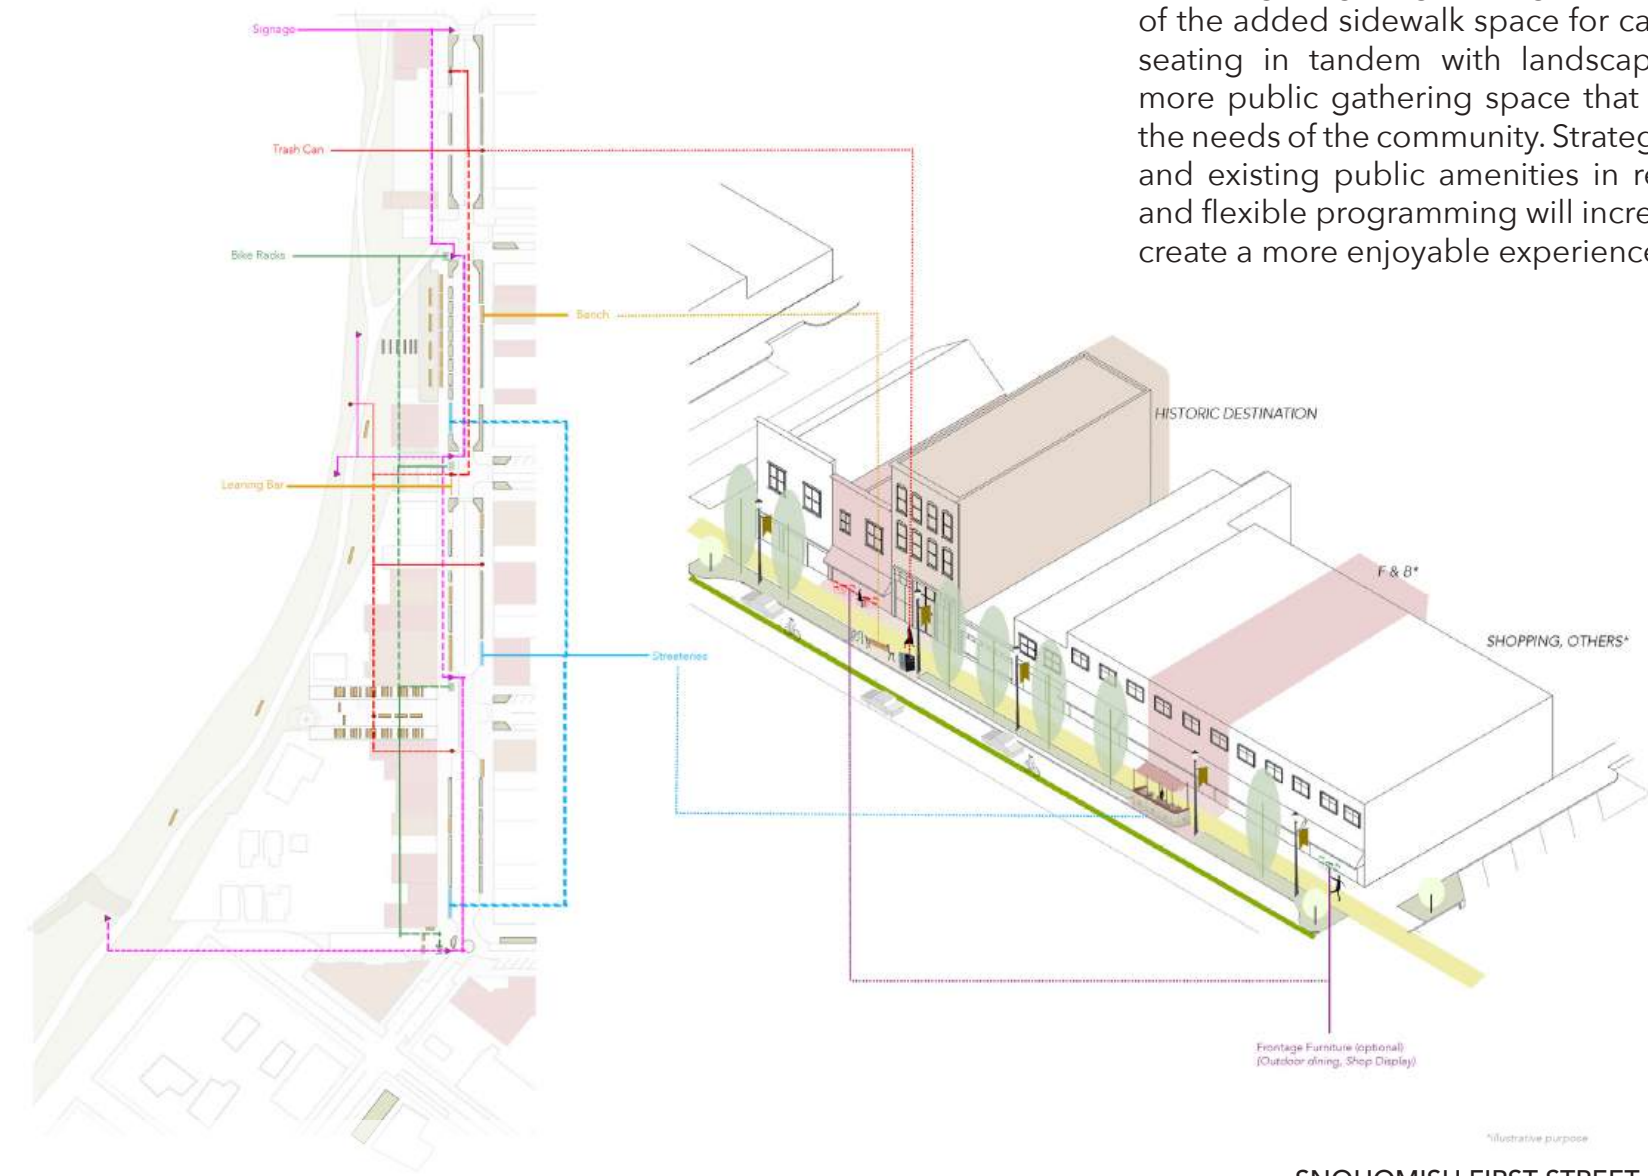 of the added sidewalk space for ca
seating in tandem with landscap
more public gathering space that
the needs of the community. Strateg
and existing public amenities in re
and flexible programming will incre
create a more enjoyable experience
Signage
Trash Can
Bike Racks
Bench
Leaning Bar
Streeteries
HISTORIC DESTINATION
F & B*
SHOPPING, OTHERS*
Frontage Furniture (optional)
(Outdoor dining, Shop Display)
*illustrative purpose
SNOHOMISH FIRST STREET